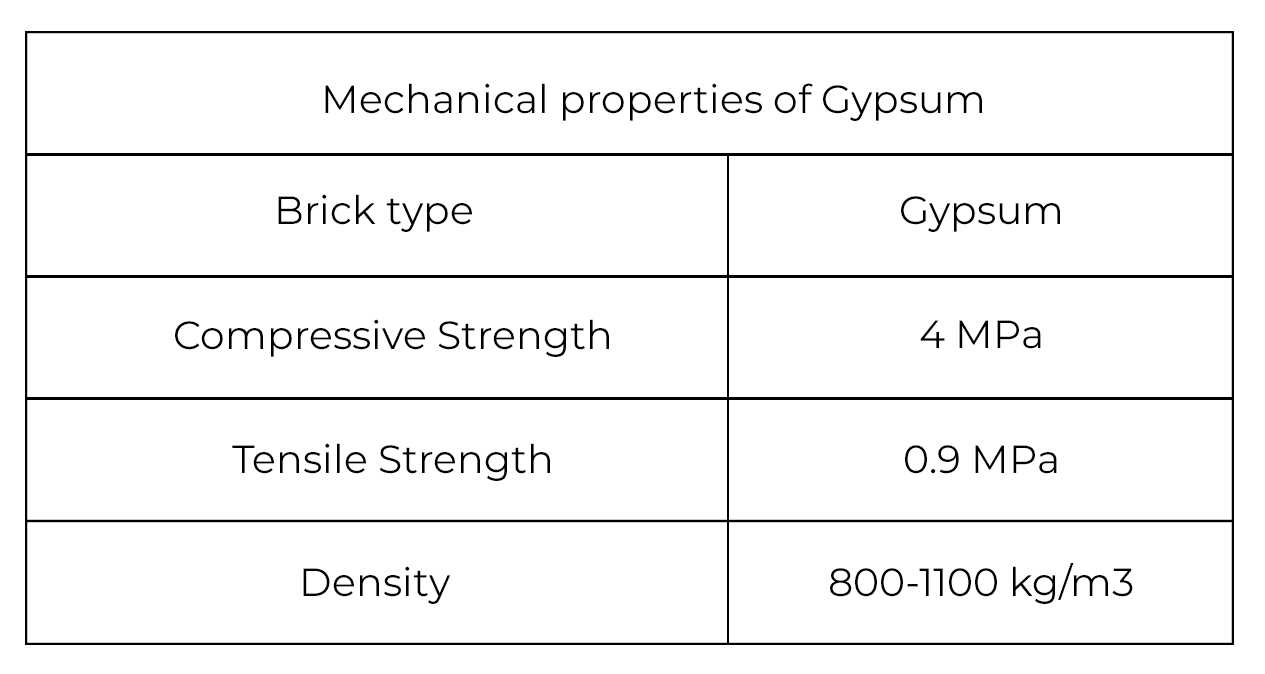 Mechanical properties of Gypsum
Brick type Gypsum
Compressive Strength 4 MPa
Tensile Strength 0.9 MPa
Density 800-1100 kg/m3